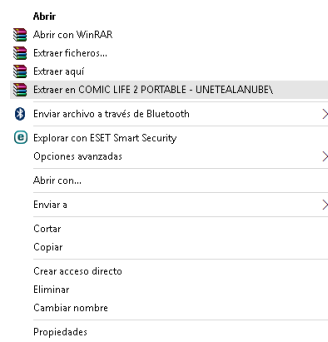 Abrir
Abrir con WinRAR
Extraer ficheros...
Extraer aquí
Extraer en COMIC LIFE 2 PORTABLE - UNETEALANUBE\
Enviar archivo a través de Bluetooth
Explorar con ESET Smart Security
Opciones avanzadas
Abrir con...
Enviar a
Cortar
Copiar
Crear acceso directo
Eliminar
Cambiar nombre
Propiedades